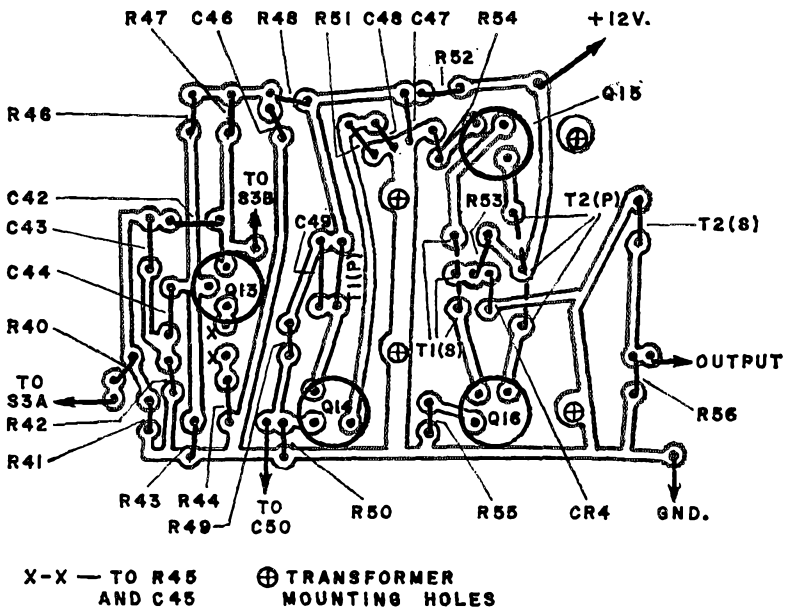 R47 C46 R48 R51 C48 C47 R54 +12V.
R52
Q15
R46
TO
S3B
C42
C43
C49
R53
T2(P)
T2(S)
C44
T1(P)
Q13
X
T1(S)
R40
X
OUTPUT
TO
S3A
Q14
Q16
R56
R42
R41
R43 R44 TO R50 R55 CR4 GND.
R49 C50
X-X — TO R45
AND C45
⊕ TRANSFORMER
MOUNTING HOLES